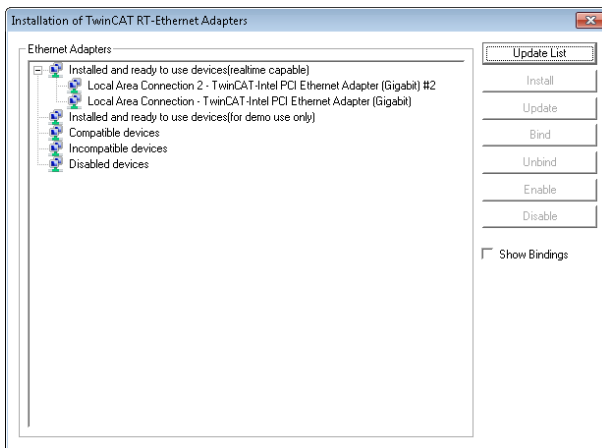 Installation of TwinCAT RT-Ethernet Adapters
Ethernet Adapters
Installed and ready to use devices(realtime capable)
Local Area Connection 2 - TwinCAT-Intel PCI Ethernet Adapter (Gigabit) #2
Local Area Connection - TwinCAT-Intel PCI Ethernet Adapter (Gigabit)
Installed and ready to use devices(for demo use only)
Compatible devices
Incompatible devices
Disabled devices
Update List
Install
Update
Bind
Unbind
Enable
Disable
Show Bindings